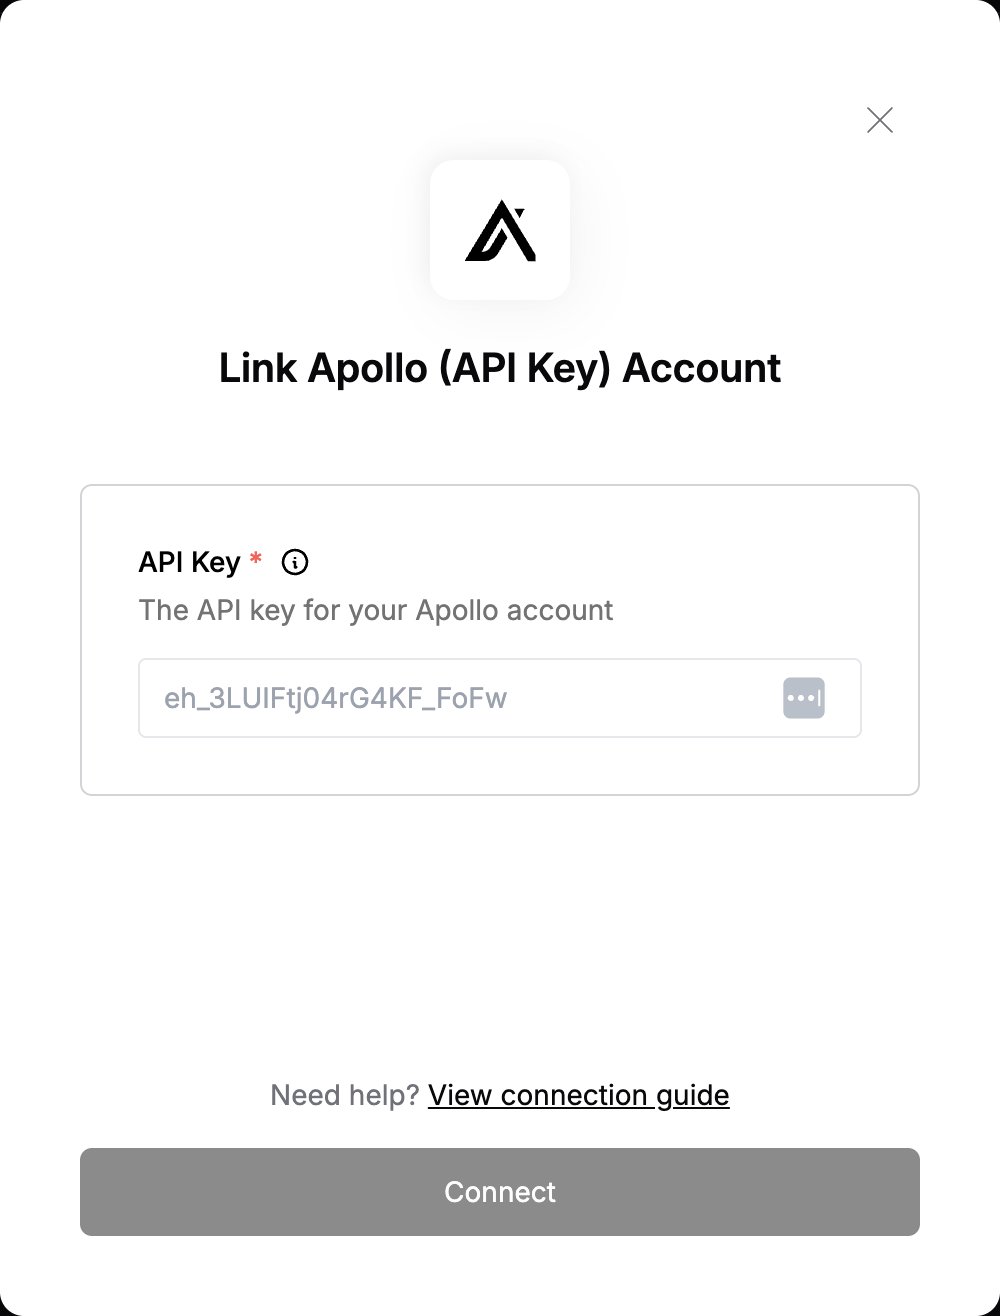 Link Apollo (API Key) Account
API Key *
The API key for your Apollo account
eh_3LUIFtj04rG4KF_FoFw
Need help? View connection guide
Connect